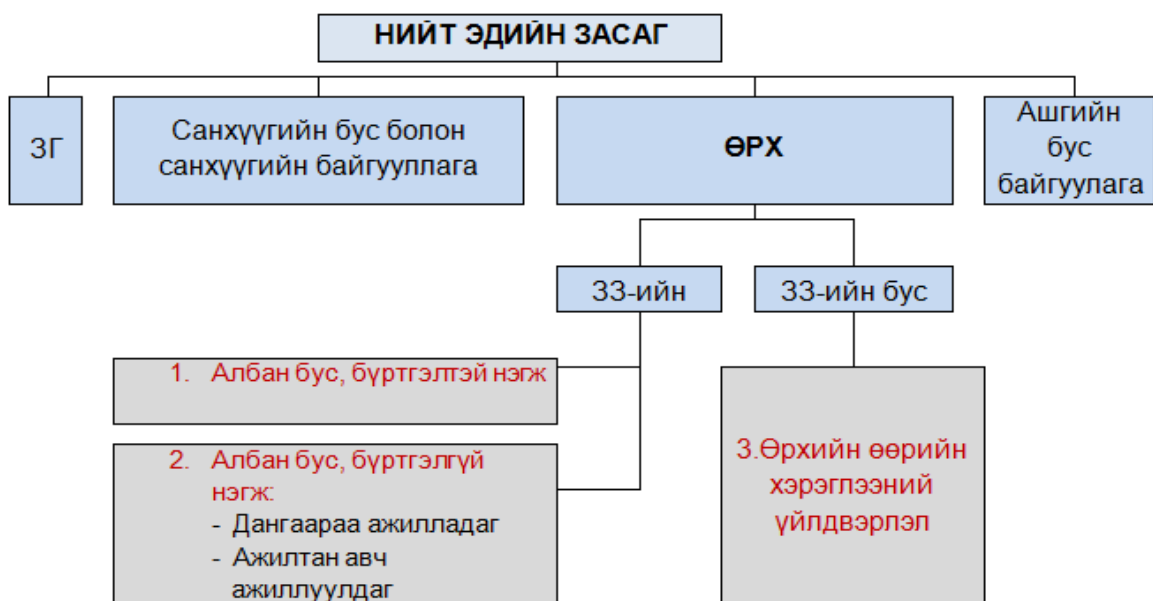 НИЙТ ЭДИЙН ЗАСАГ
ЗГ
Санхүүгийн бус болон
санхүүгийн байгууллага
ӨРХ
Ашгийн
бус
байгуулага
ЗЗ-ийн
ЗЗ-ийн бус
1. Албан бус, бүртгэлтэй нэгж
2. Албан бус, бүртгэлгүй
нэгж:
- Дангаараа ажилладаг
- Ажилтан авч
ажиллуулдаг
3.Өрхийн өөрийн
хэрэглээний
үйлдвэрлэл